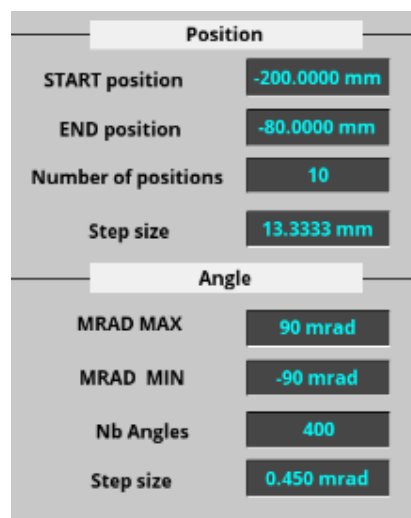 Position
START position -200.0000 mm
END position -80.0000 mm
Number of positions 10
Step size 13.3333 mm
Angle
MRAD MAX 90 mrad
MRAD MIN -90 mrad
Nb Angles 400
Step size 0.450 mrad